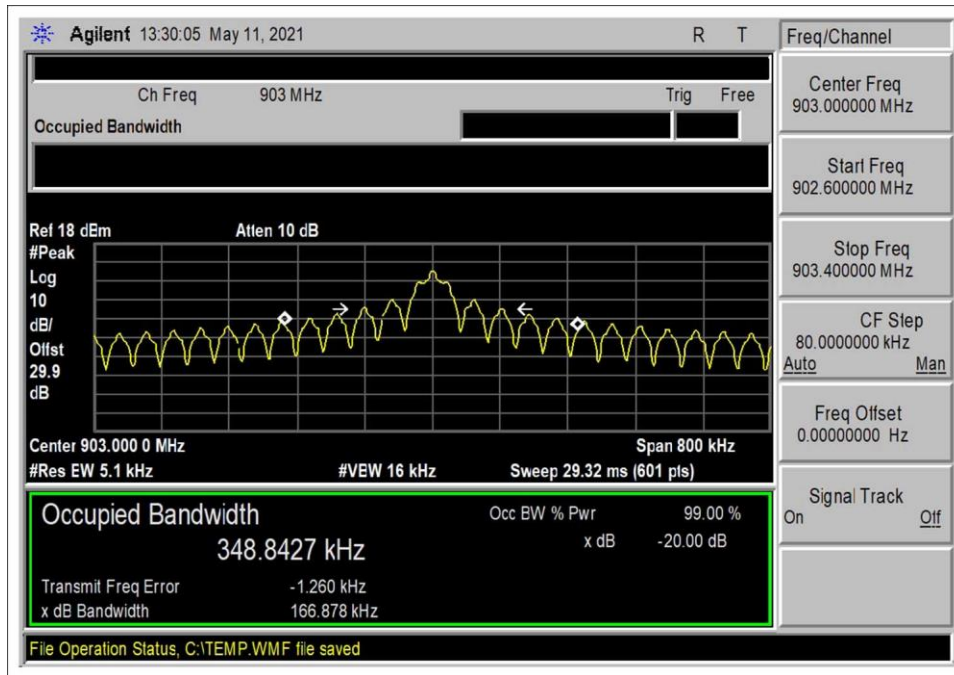 Agilent 13:30:05 May 11, 2021 R T
Freq/Channel
Ch Freq 903 MHz Trig Free
Occupied Bandwidth
Center Freq
903.000000 MHz
Start Freq
902.600000 MHz
Stop Freq
903.400000 MHz
CF Step
80.0000000 kHz
Auto Man
Freq Offset
0.00000000 Hz
Signal Track
On Off
Ref 18 dBm Atten 10 dB
#Peak
Log
10
dB/
Offst
29.9
dB
Center 903.000 0 MHz Span 800 kHz
#Res BW 5.1 kHz #VBW 16 kHz Sweep 29.32 ms (601 pts)
Occupied Bandwidth Occ BW % Pwr 99.00 %
348.8427 kHz x dB -20.00 dB
Transmit Freq Error -1.260 kHz
x dB Bandwidth 166.878 kHz
File Operation Status, C:\TEMP.WMF file saved